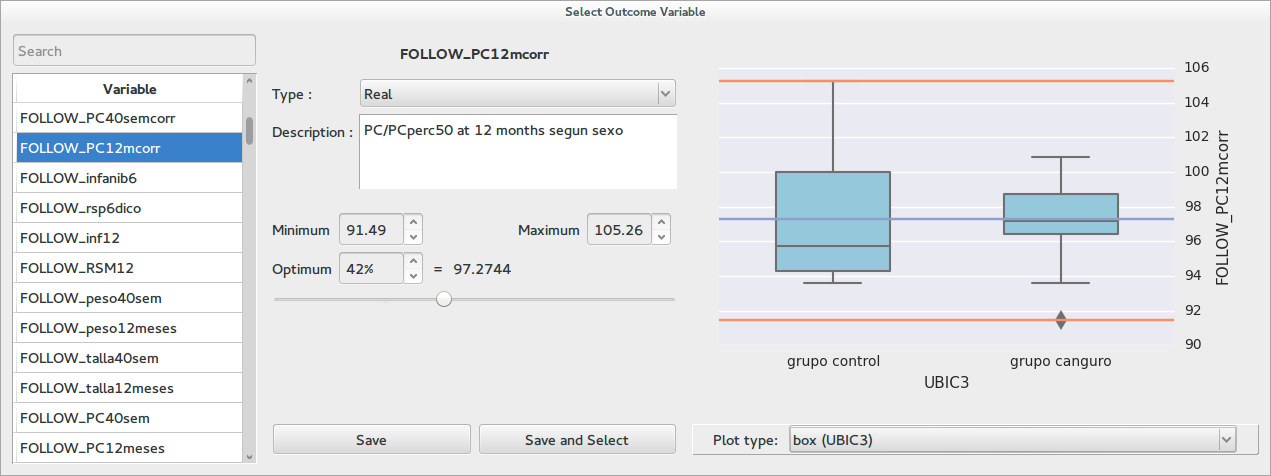 Select Outcome Variable
Search
Variable
FOLLOW_PC40semcorr
FOLLOW_PC12mcorr
FOLLOW_infanib6
FOLLOW_rsp6dico
FOLLOW_inf12
FOLLOW_RSM12
FOLLOW_peso40sem
FOLLOW_peso12meses
FOLLOW_talla40sem
FOLLOW_talla12meses
FOLLOW_PC40sem
FOLLOW_PC12meses
FOLLOW_PC12mcorr
Type : Real
Description : PC/PCperc50 at 12 months segun sexo
Minimum 91.49 Maximum 105.26
Optimum 42% = 97.2744
Save Save and Select
106
104
102
100
98
96
94
92
90
FOLLOW_PC12mcorr
grupo control grupo canguro
UBIC3
Plot type: box (UBIC3)